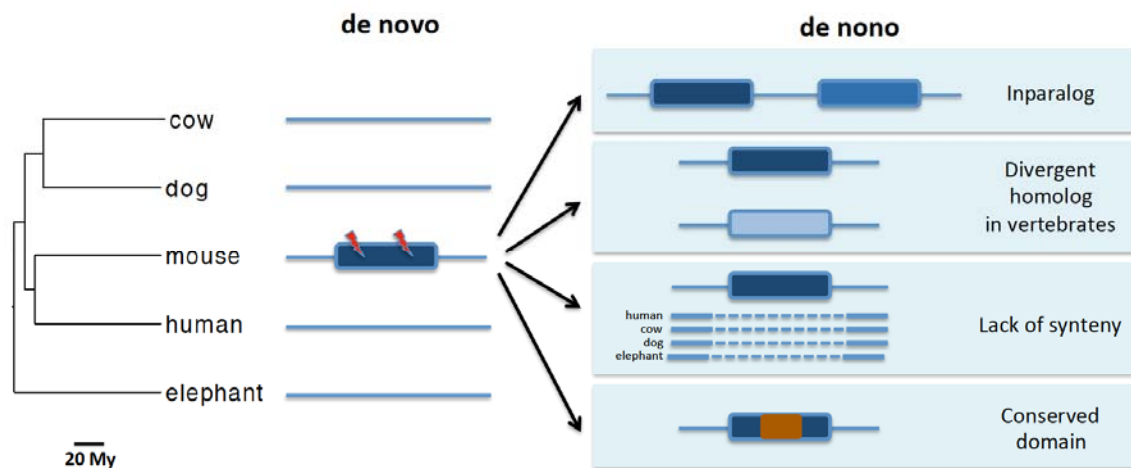 de novo
de nono
cow
dog
mouse
human
elephant
20 My
Inparalog
Divergent
homolog
in vertebrates
human
cow
dog
elephant
Lack of synteny
Conserved
domain